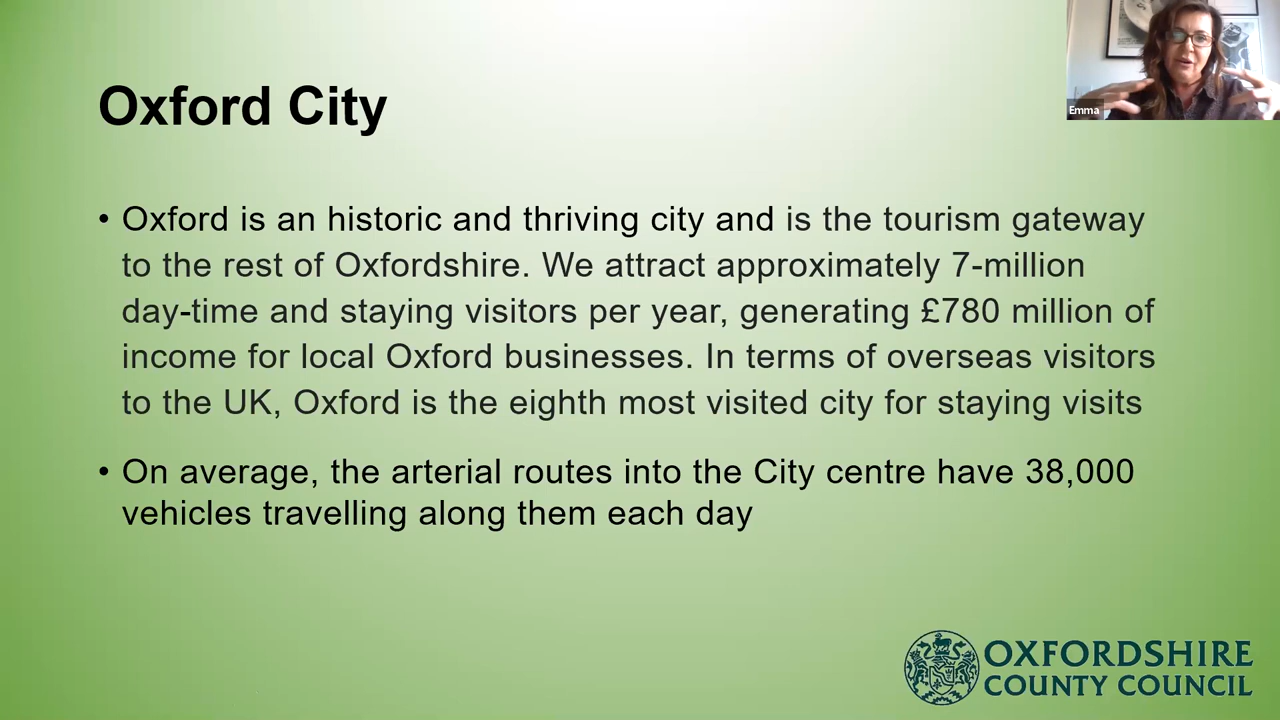 Oxford City
Emma
• Oxford is an historic and thriving city and is the tourism gateway
to the rest of Oxfordshire. We attract approximately 7-million
day-time and staying visitors per year, generating £780 million of
income for local Oxford businesses. In terms of overseas visitors
to the UK, Oxford is the eighth most visited city for staying visits
• On average, the arterial routes into the City centre have 38,000
vehicles travelling along them each day
OXFORDSHIRE
COUNTY COUNCIL